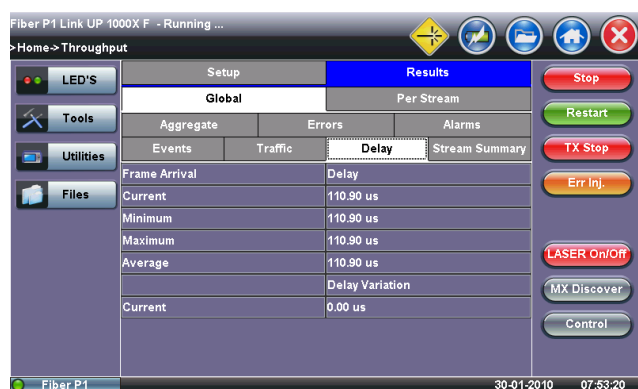 Fiber P1 Link UP 1000X F - Running ...
>Home->Throughput
LED'S
Tools
Utilities
Files
Setup Results
Global Per Stream
Aggregate Errors Alarms
Events Traffic Delay Stream Summary
Frame Arrival Delay
Current 110.90 us
Minimum 110.90 us
Maximum 110.90 us
Average 110.90 us
Delay Variation
Current 0.00 us
Stop
Restart
TX Stop
Err Inj.
LASER On/Off
MX Discover
Control
Fiber P1 30-01-2010 07:53:20